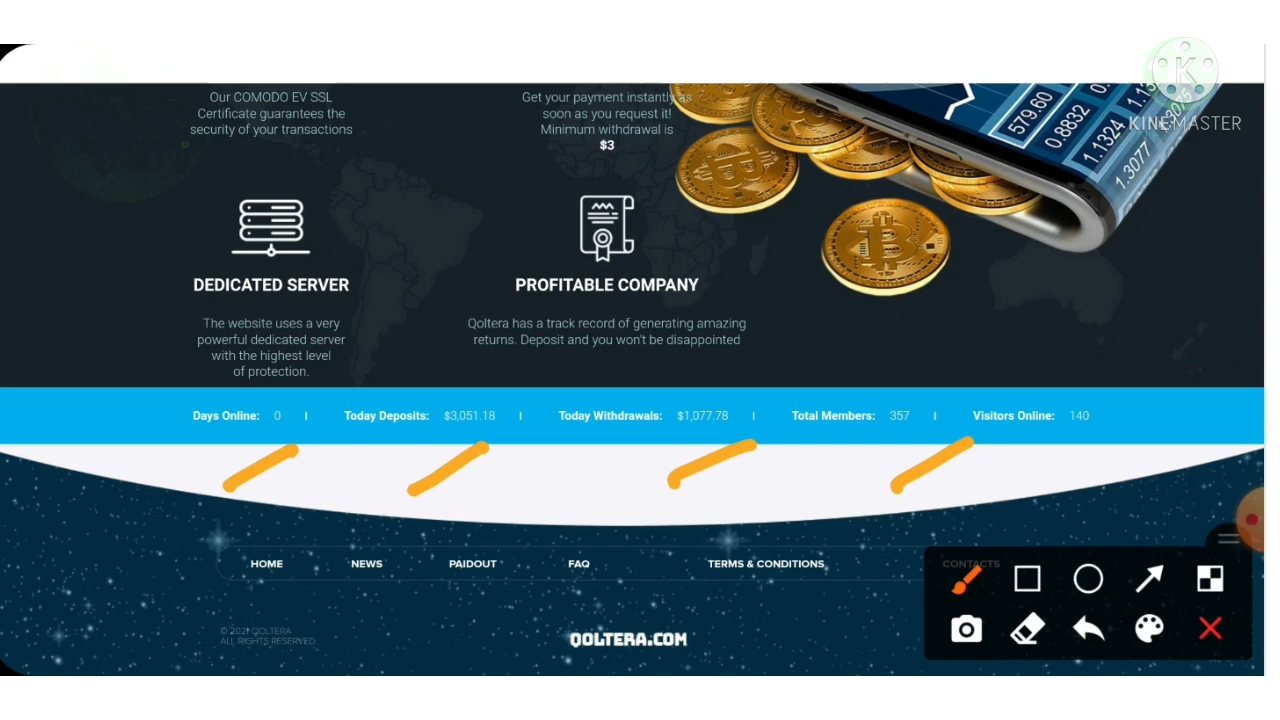 Our COMODO EV SSL
Certificate guarantees the
security of your transactions
Get your payment instantly as
soon as you request it!
Minimum withdrawal is
$3
579.60
0.8832
1.1324
1.3077
1.3075
KINEMASTER
DEDICATED SERVER
The website uses a very
powerful dedicated server
with the highest level
of protection.
PROFITABLE COMPANY
Qoltera has a track record of generating amazing
returns. Deposit and you won't be disappointed
Days Online: 0 | Today Deposits: $3,051.18 | Today Withdrawals: $1,077.78 | Total Members: 357 | Visitors Online: 140
HOME NEWS PAIDOUT FAQ TERMS & CONDITIONS CONTACTS
© 2021 QOLTERA
ALL RIGHTS RESERVED.
QOLTERA.COM